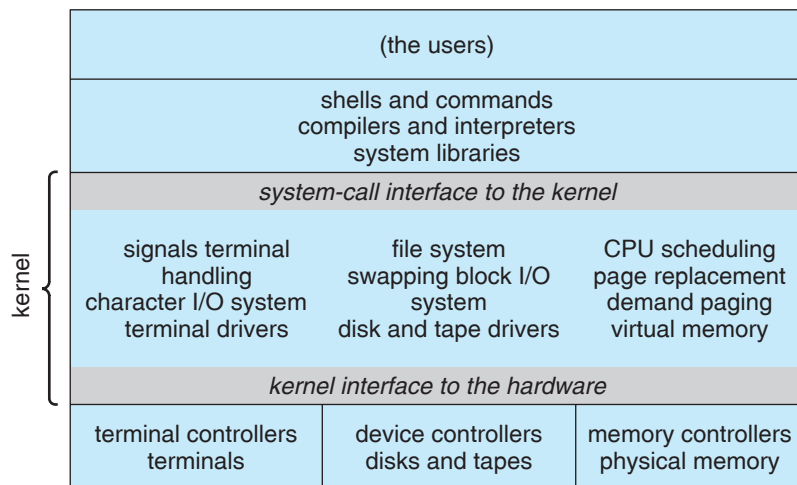 (the users)
shells and commands
compilers and interpreters
system libraries
system-call interface to the kernel
kernel
signals terminal
handling
character I/O system
terminal drivers
file system
swapping block I/O
system
disk and tape drivers
CPU scheduling
page replacement
demand paging
virtual memory
kernel interface to the hardware
terminal controllers
terminals
device controllers
disks and tapes
memory controllers
physical memory